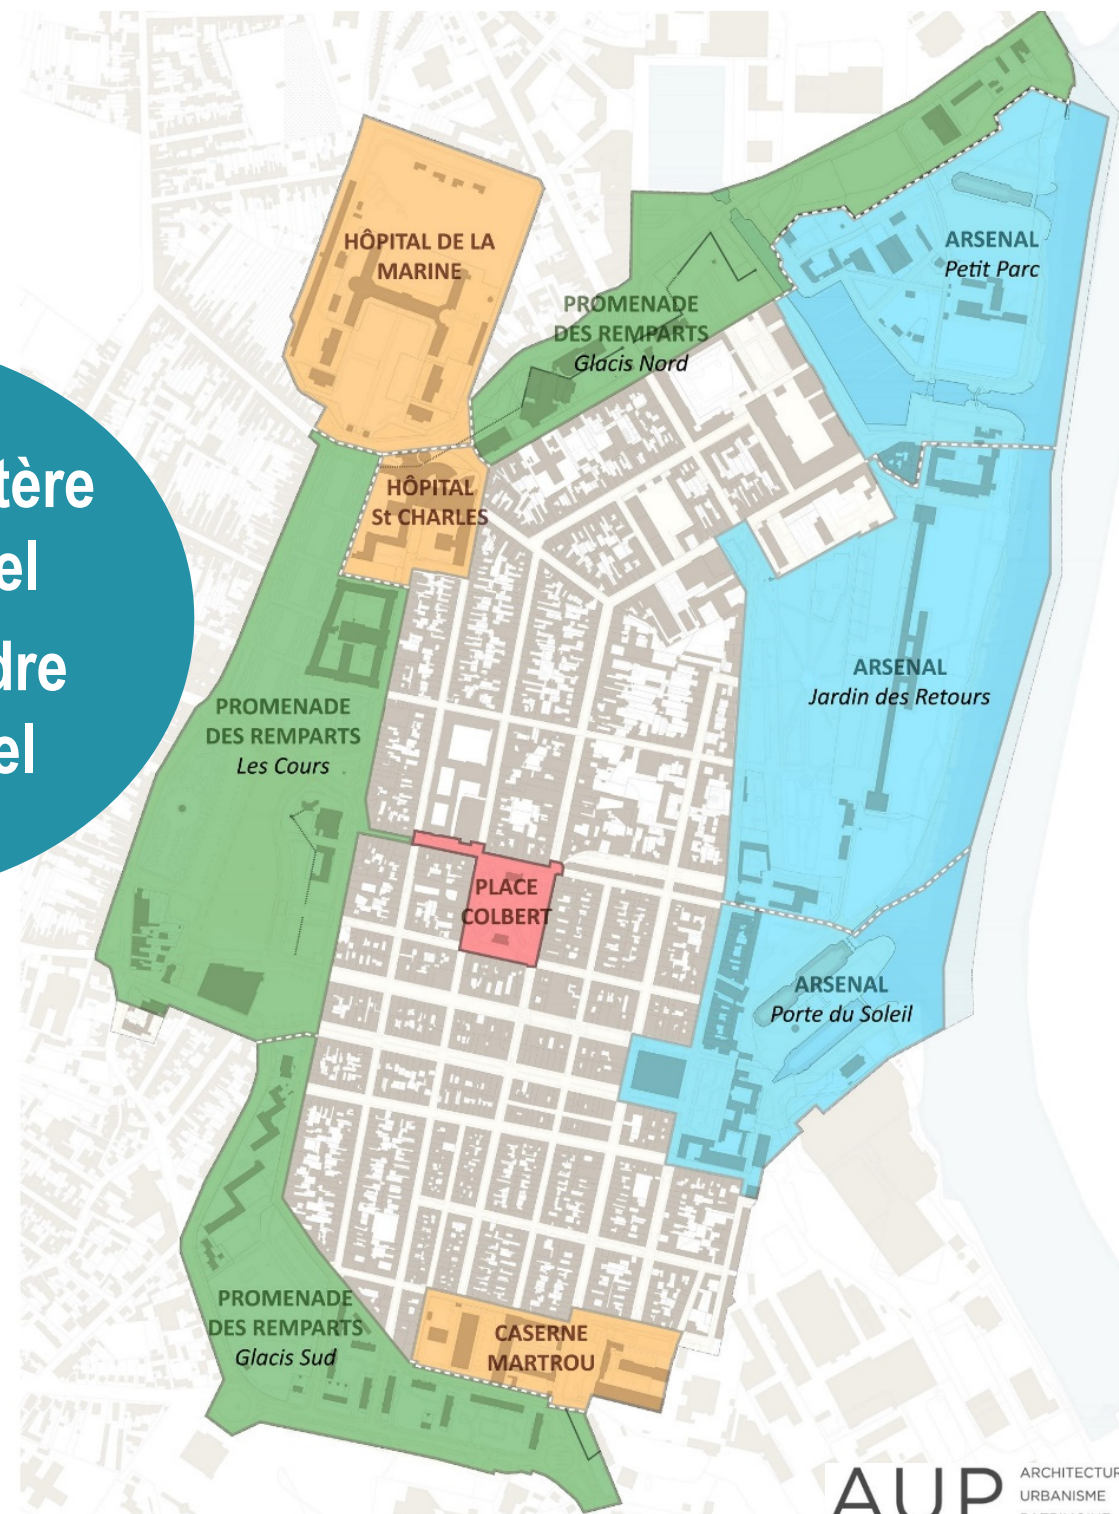 HÔPITAL DE LA
MARINE
ARSENAL
Petit Parc
PROMENADE
DES REMPARTS
Glacis Nord
HÔPITAL
St CHARLES
tère
el
dre
el
ARSENAL
Jardin des Retours
PROMENADE
DES REMPARTS
Les Cours
PLACE
COLBERT
ARSENAL
Porte du Soleil
PROMENADE
DES REMPARTS
Glacis Sud
CASERNE
MARTROU
AUP
ARCHITECTUR
URBANISME